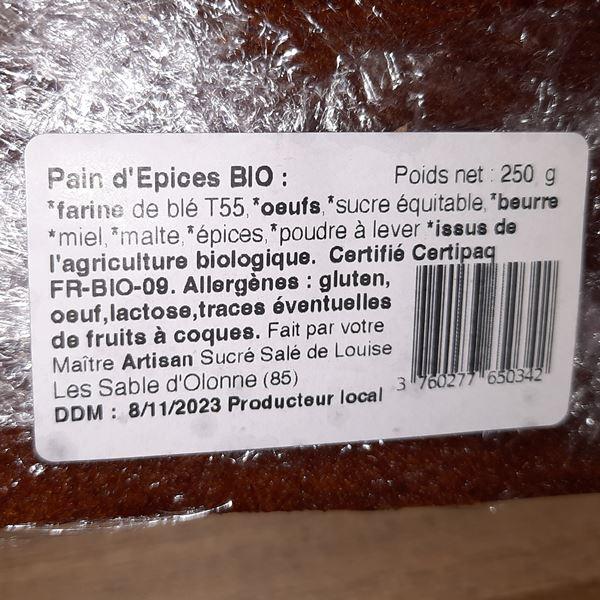 Pain d'Epices BIO : Poids net : 250 g
*farine de blé T55,*oeufs,*sucre équitable,*beurre
*miel,*malte,*épices,*poudre à lever *issus de
l'agriculture biologique. Certifié Certipaq
FR-BIO-09. Allergènes : gluten,
oeuf,lactose,traces éventuelles
de fruits à coques. Fait par votre
Maître Artisan Sucré Salé de Louise
Les Sable d'Olonne (85)
DDM : 8/11/2023 Producteur local
3 760277 650342